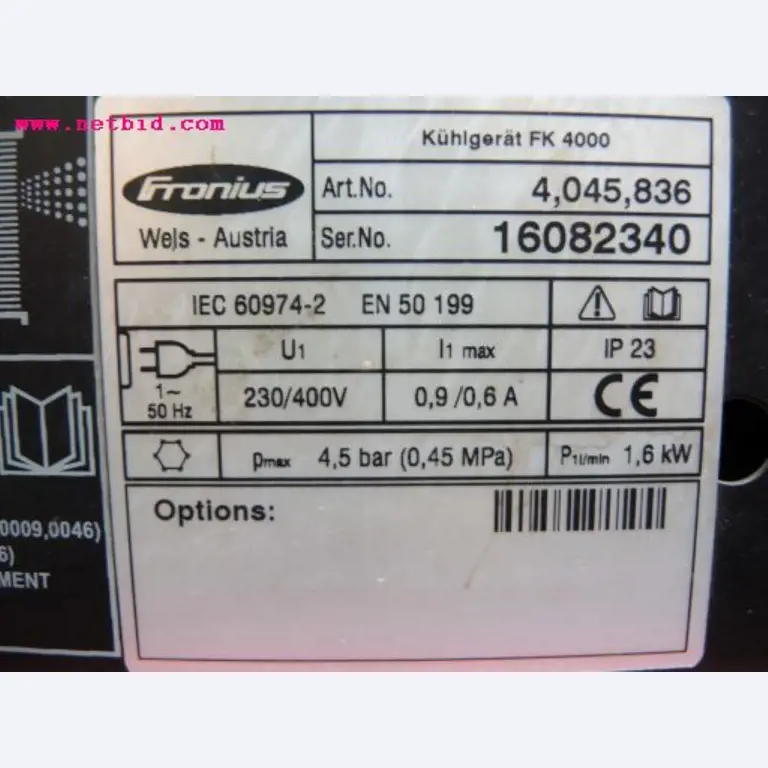 www.netbid.com
Kühlgerät FK 4000
Fronius
Art.No. 4,045,836
Wels - Austria
Ser.No. 16082340
IEC 60974-2 EN 50 199
U1 I1 max IP 23
1~
50 Hz
230/400V 0,9 /0,6 A CE
pmax 4,5 bar (0,45 MPa) P1l/min 1,6 kW
Options:
0009,0046)
6)
MENT